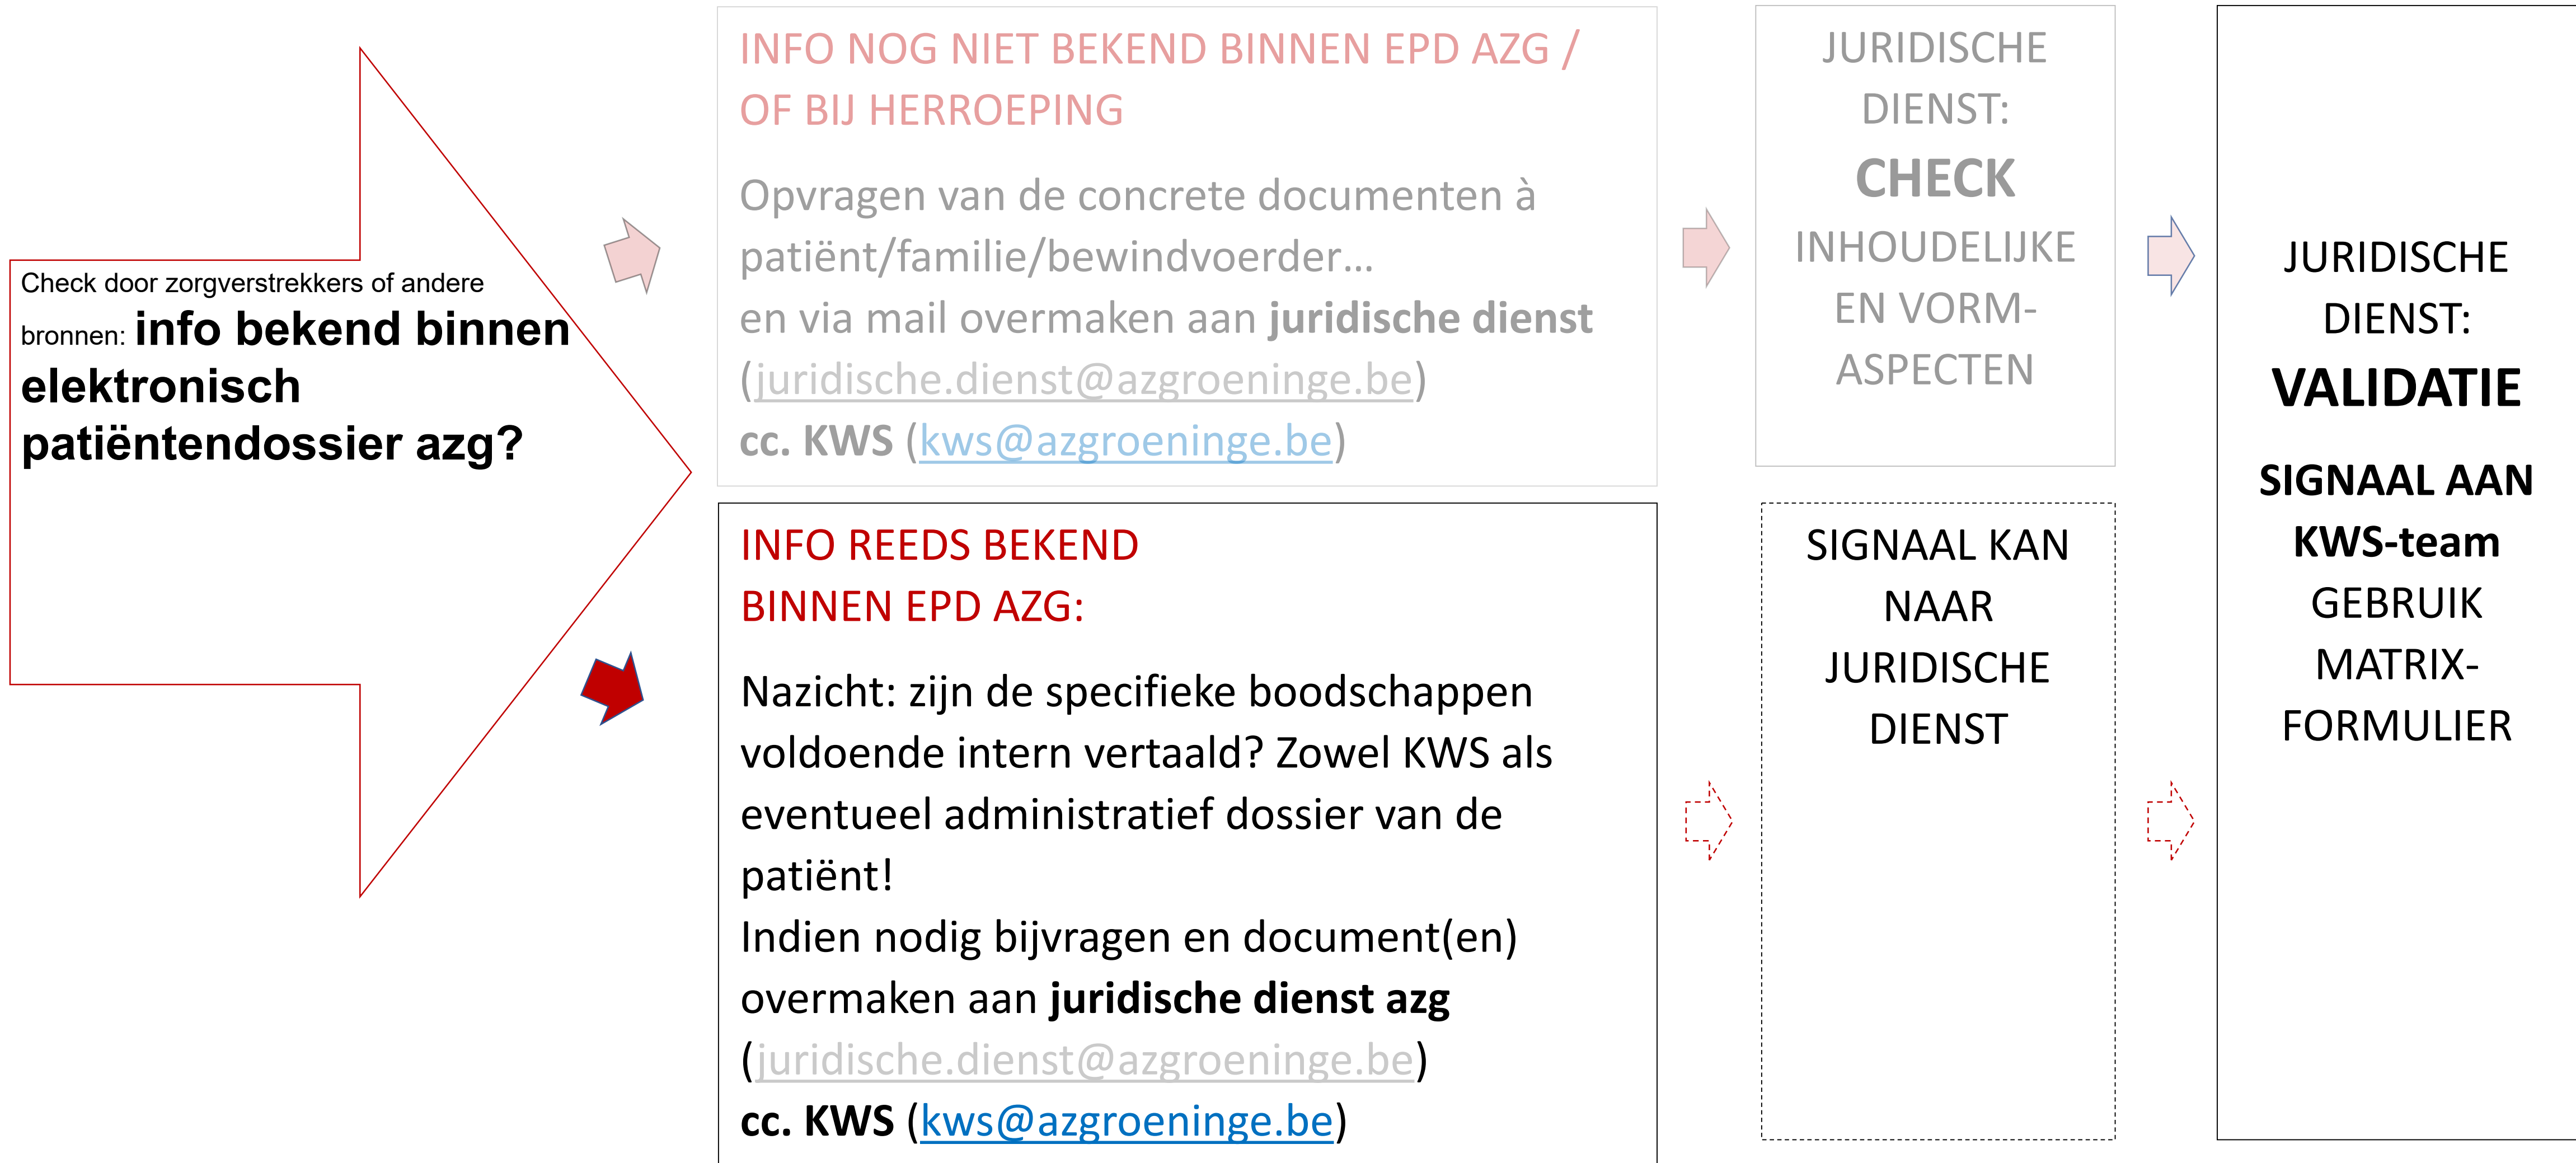 Check door zorgverstrekkers of andere
bronnen: info bekend binnen
elektronisch
patiëntendossier azg?
INFO NOG NIET BEKEND BINNEN EPD AZG /
OF BIJ HERROEPING
Opvragen van de concrete documenten à
patiënt/familie/bewindvoerder…
en via mail overmaken aan juridische dienst
(juridische.dienst@azgroeninge.be)
cc. KWS (kws@azgroeninge.be)
JURIDISCHE
DIENST:
CHECK
INHOUDELIJKE
EN VORM-
ASPECTEN
INFO REEDS BEKEND
BINNEN EPD AZG:
Nazicht: zijn de specifieke boodschappen
voldoende intern vertaald? Zowel KWS als
eventueel administratief dossier van de
patiënt!
Indien nodig bijvragen en document(en)
overmaken aan juridische dienst azg
(juridische.dienst@azgroeninge.be)
cc. KWS (kws@azgroeninge.be)
SIGNAAL KAN
NAAR
JURIDISCHE
DIENST
JURIDISCHE
DIENST:
VALIDATIE
SIGNAAL AAN
KWS-team
GEBRUIK
MATRIX-
FORMULIER